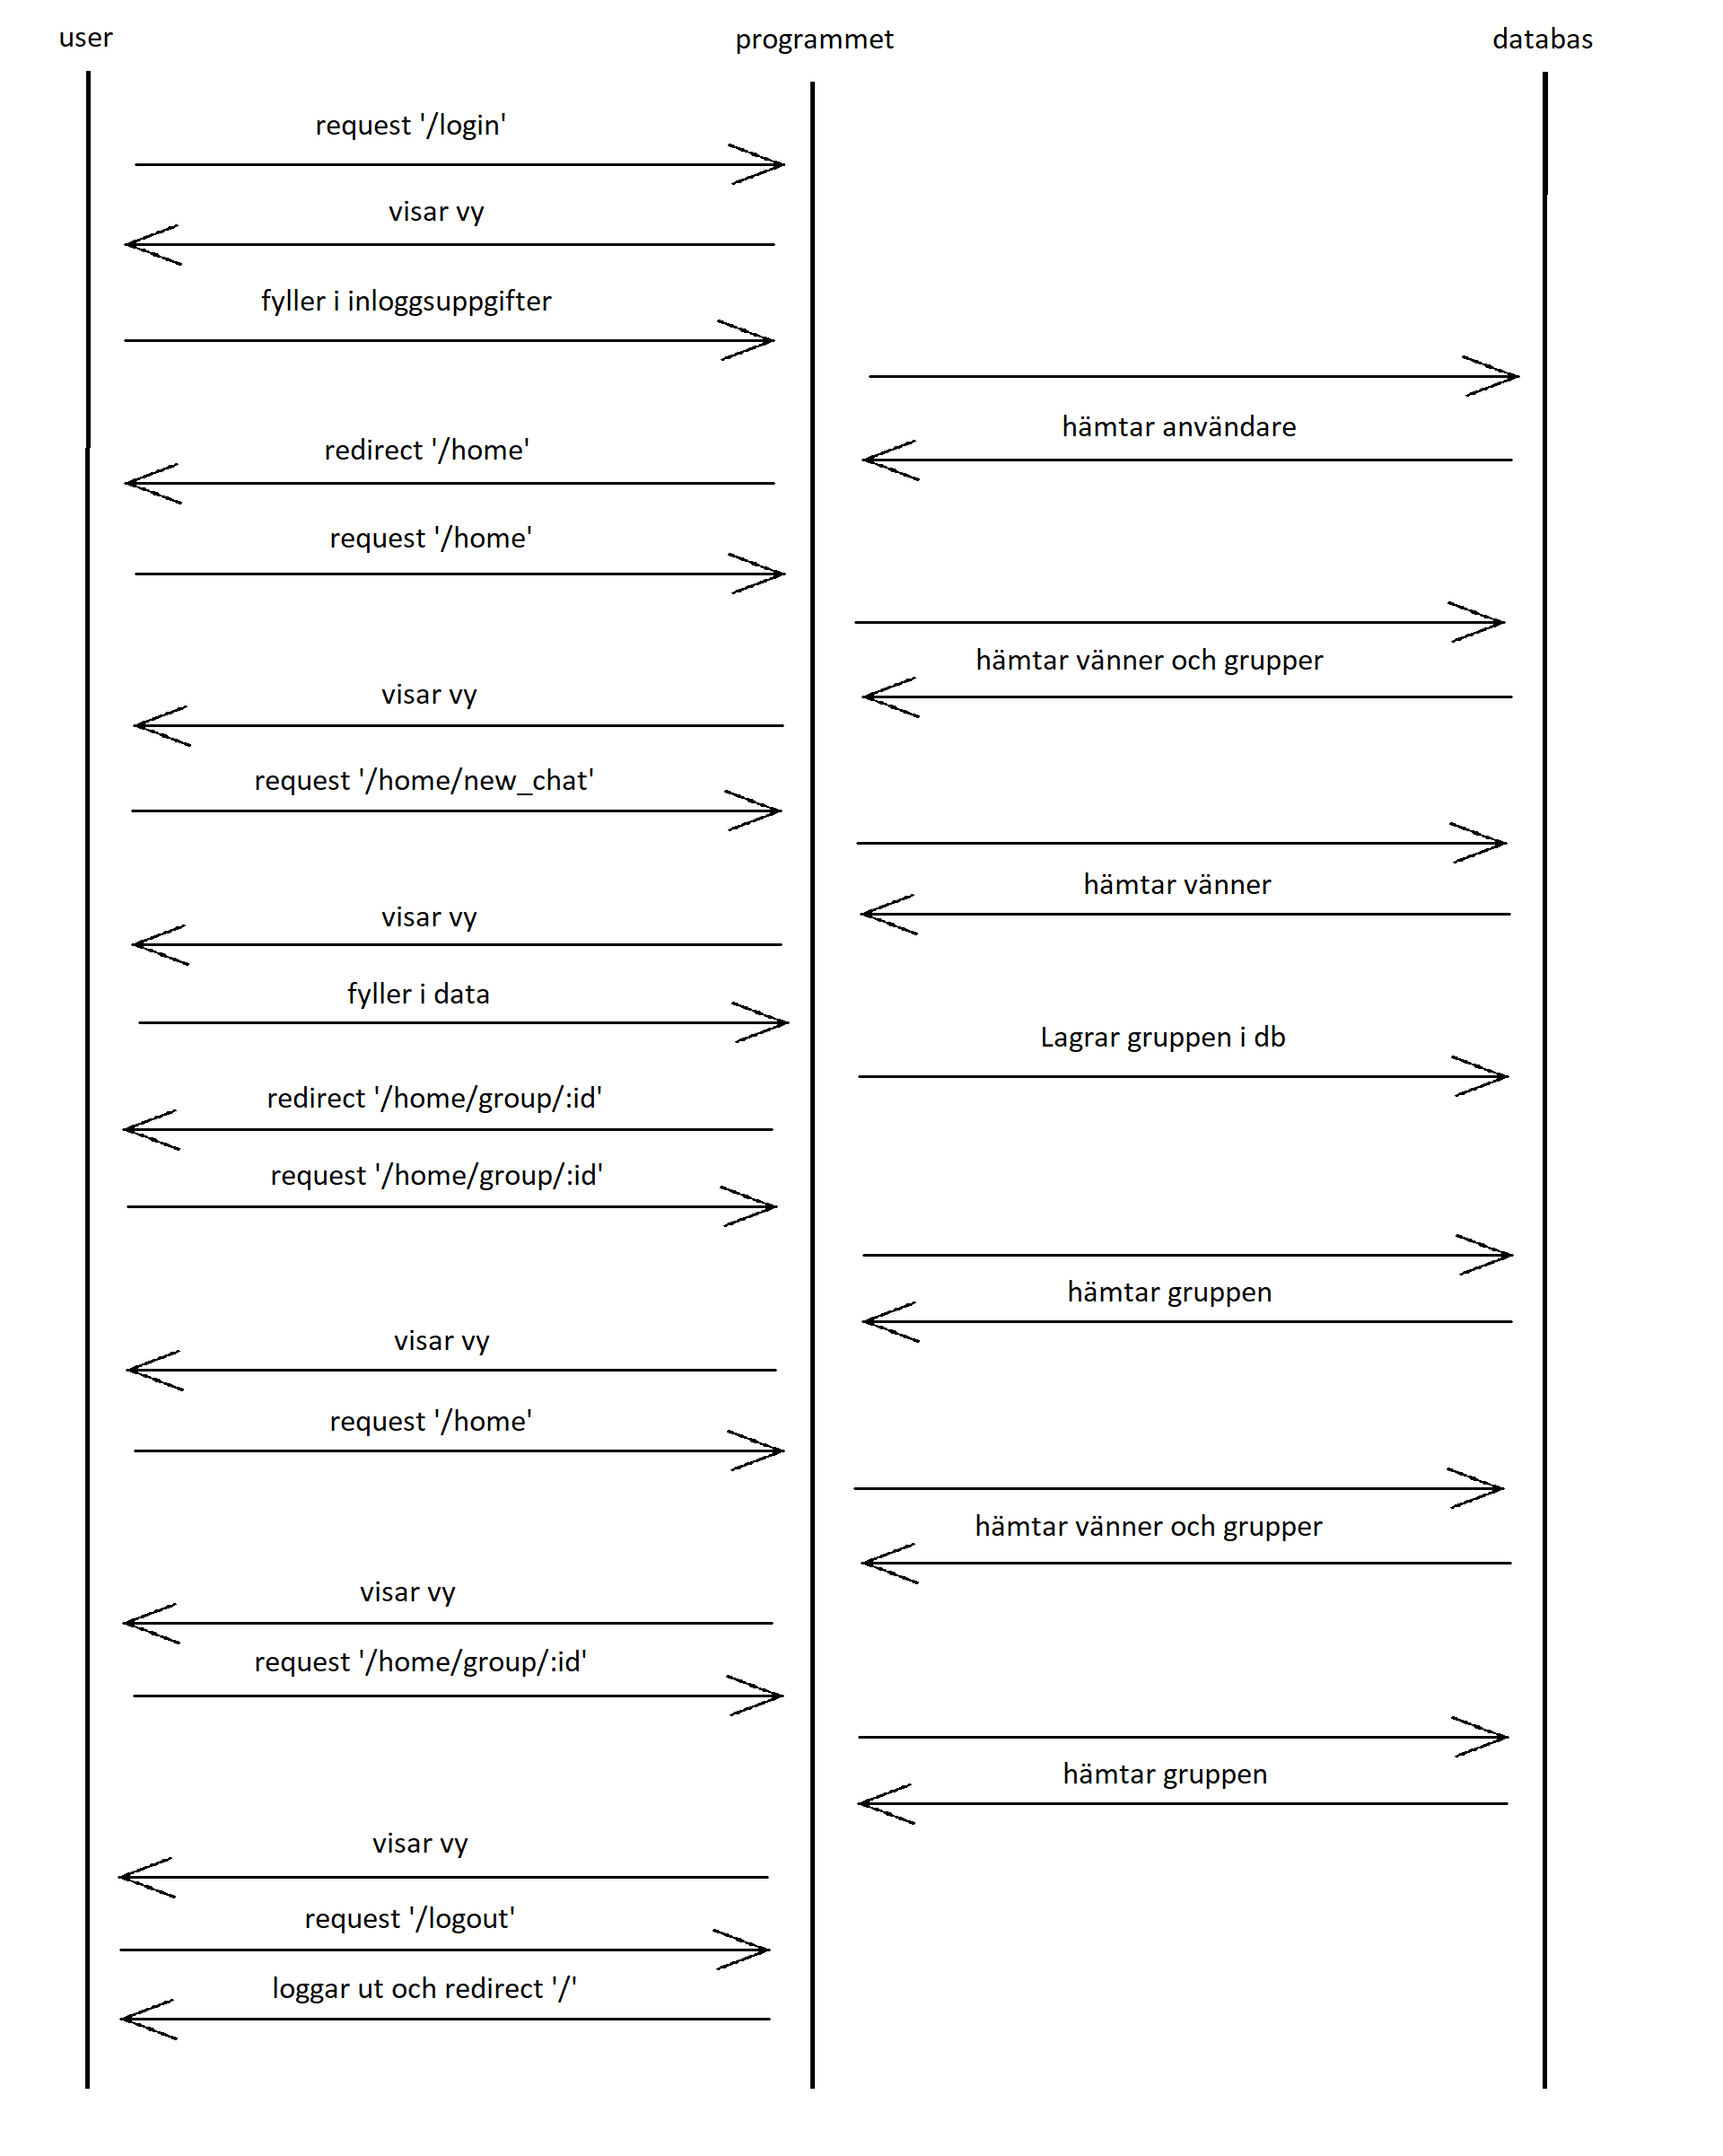 user
programmet
databas
request '/login'
visar vy
fyller i inloggsuppgifter
hämtar användare
redirect '/home'
request '/home'
hämtar vänner och grupper
visar vy
request '/home/new_chat'
hämtar vänner
visar vy
fyller i data
Lagrar gruppen i db
redirect '/home/group/:id'
request '/home/group/:id'
hämtar gruppen
visar vy
request '/home'
hämtar vänner och grupper
visar vy
request '/home/group/:id'
hämtar gruppen
visar vy
request '/logout'
loggar ut och redirect '/'